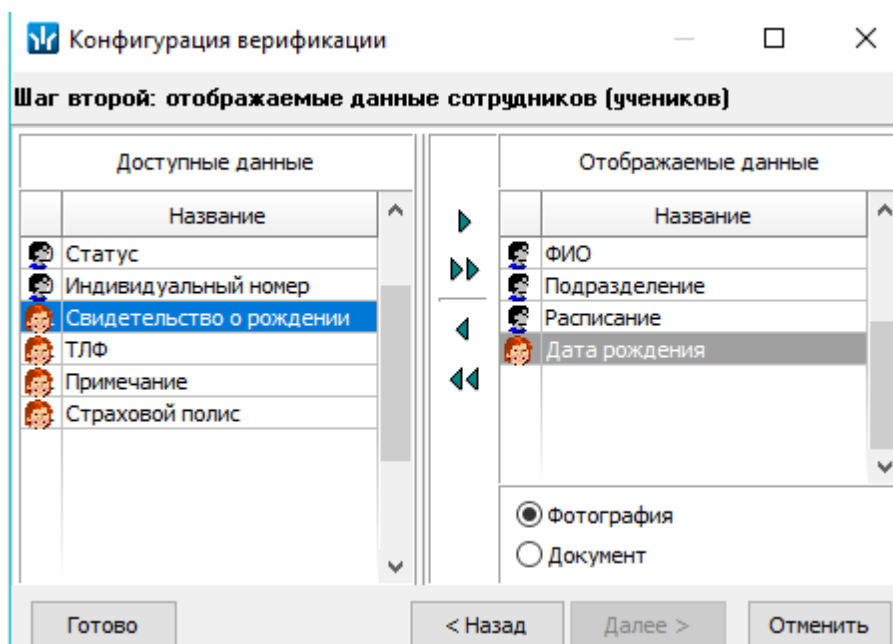 Конфигурация верификации
Шаг второй: отображаемые данные сотрудников (учеников)
Доступные данные
Название
Статус
Индивидуальный номер
Свидетельство о рождении
ТЛФ
Примечание
Страховой полис
Отображаемые данные
Название
ФИО
Подразделение
Расписание
Дата рождения
Фотография
Документ
Готово
< Назад
Далее >
Отменить